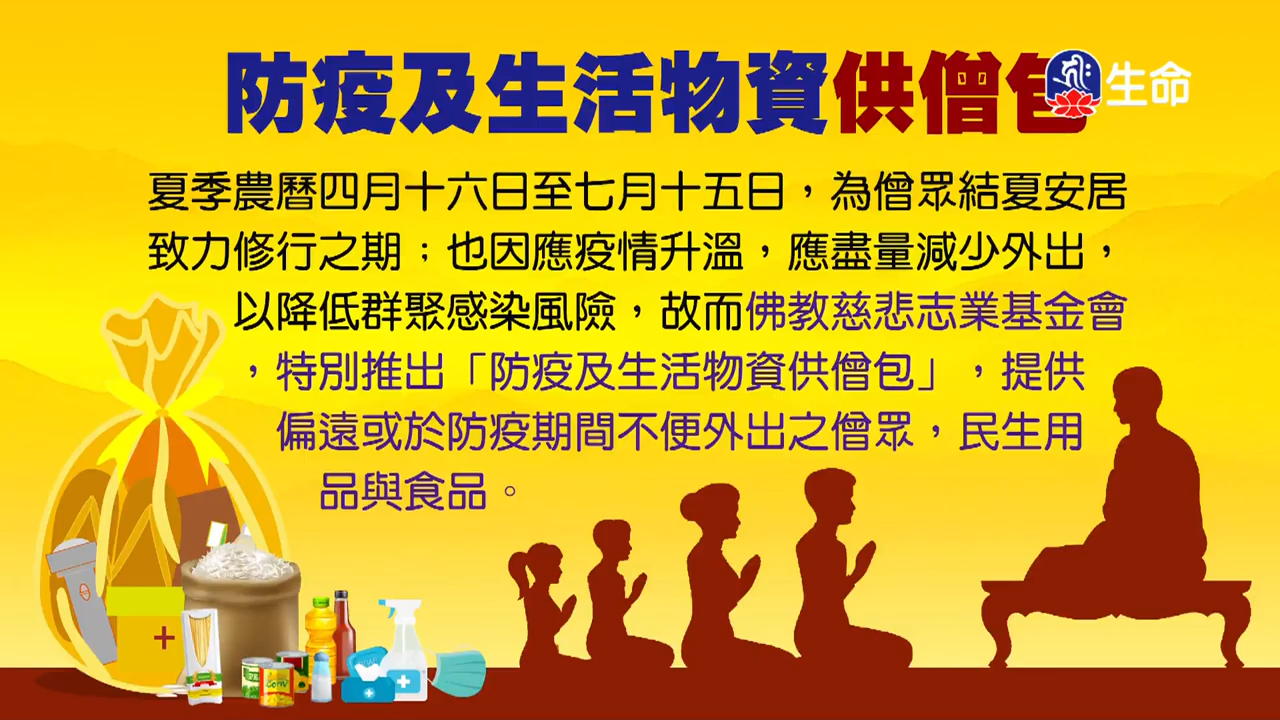 防疫及生活物資供僧包
生命
夏季農曆四月十六日至七月十五日，為僧眾結夏安居
致力修行之期；也因應疫情升溫，應盡量減少外出，
以降低群聚感染風險，故而佛教慈悲志業基金會
，特別推出「防疫及生活物資供僧包」，提供
偏遠或於防疫期間不便外出之僧眾，民生用
品與食品。
Corn